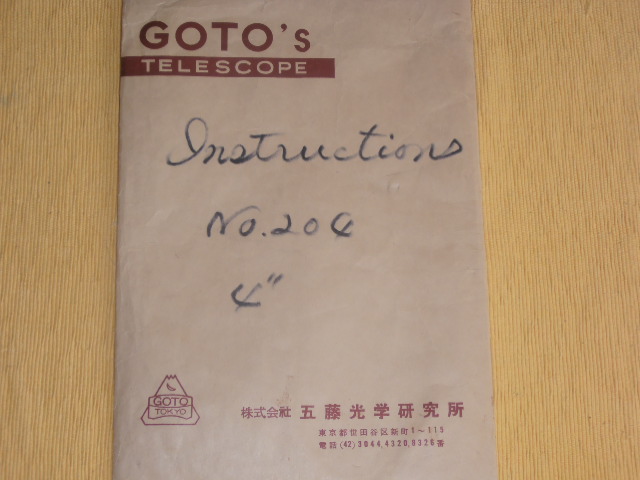 GOTO's
TELESCOPE
Instructions
No. 204
4"
GOTO
TOKYO
株式会社 五藤光学研究所
東京都世田谷区新町1〜115
電話(42)3044,4320,8326番